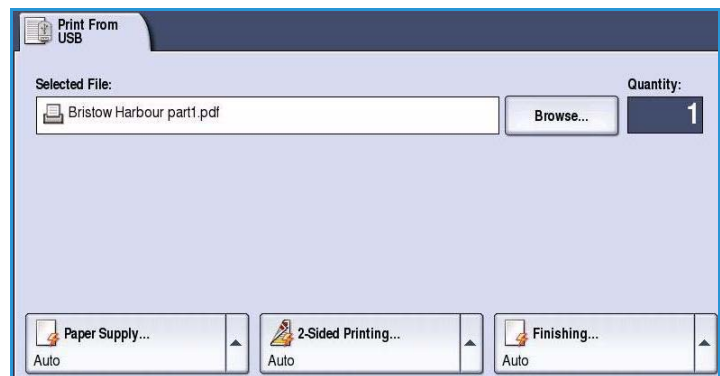 Print From
USB
Selected File:
Quantity:
Bristow Harbour part1.pdf
Browse...
1
Paper Supply...
Auto
2-Sided Printing...
Auto
Finishing...
Auto